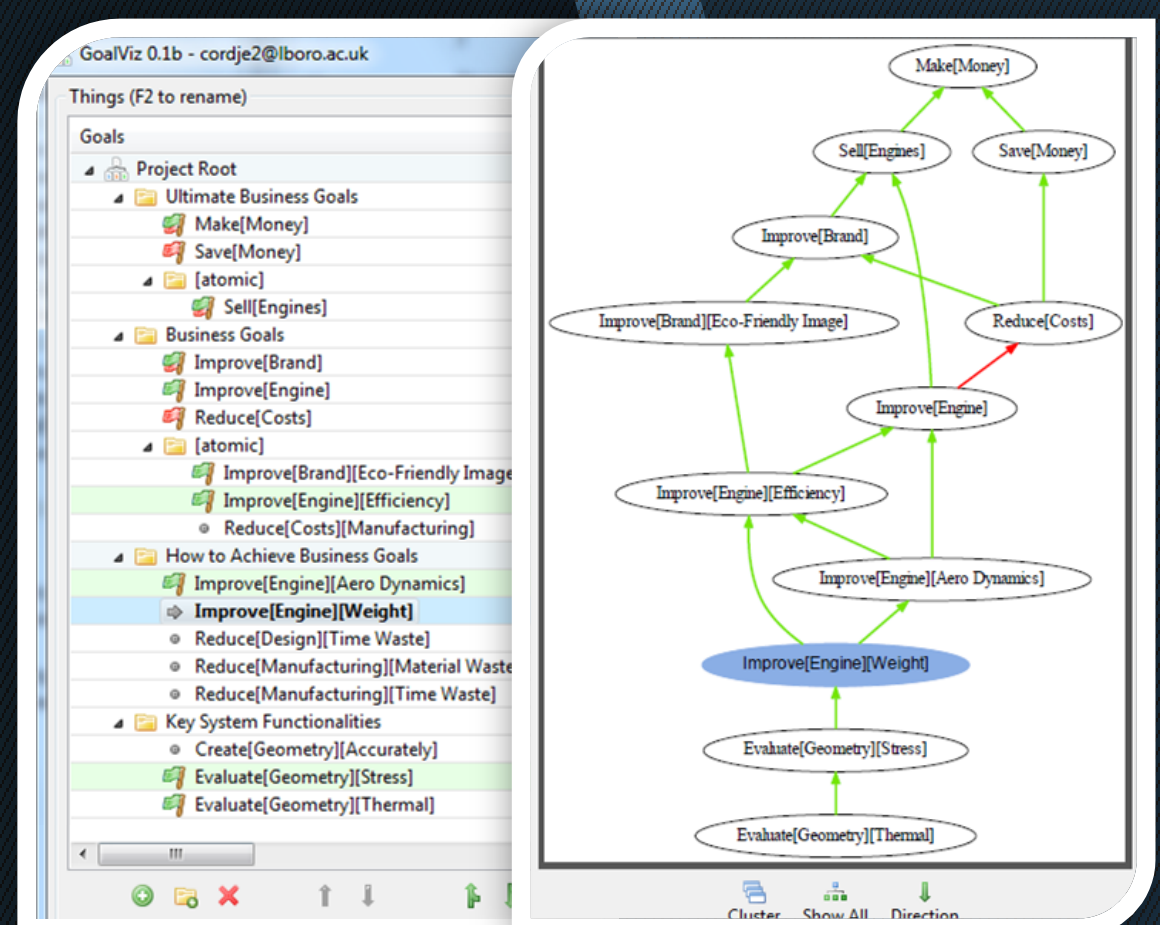 GoalViz 0.1b - cordje2@lboro.ac.uk
Things (F2 to rename)
Goals
Project Root
Ultimate Business Goals
Make[Money]
Save[Money]
[atomic]
Sell[Engines]
Business Goals
Improve[Brand]
Improve[Engine]
Reduce[Costs]
[atomic]
Improve[Brand][Eco-Friendly Image
Improve[Engine][Efficiency]
Reduce[Costs][Manufacturing]
How to Achieve Business Goals
Improve[Engine][Aero Dynamics]
Improve[Engine][Weight]
Reduce[Design][Time Waste]
Reduce[Manufacturing][Material Waste
Reduce[Manufacturing][Time Waste]
Key System Functionalities
Create[Geometry][Accurately]
Evaluate[Geometry][Stress]
Evaluate[Geometry][Thermal]
Make[Money]
Sell[Engines]
Save[Money]
Improve[Brand]
Improve[Brand][Eco-Friendly Image]
Reduce[Costs]
Improve[Engine]
Improve[Engine][Efficiency]
Improve[Engine][Aero Dynamics]
Improve[Engine][Weight]
Evaluate[Geometry][Stress]
Evaluate[Geometry][Thermal]
Cluster Show All Direction